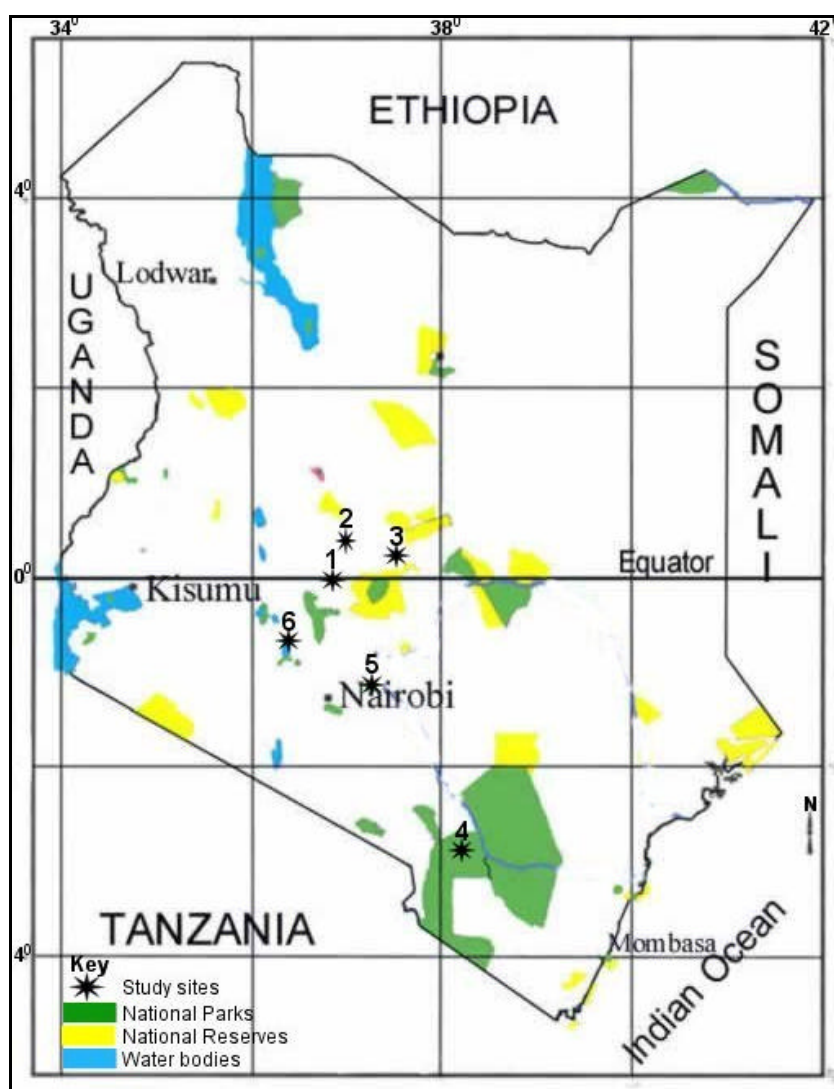 34⁰
38⁰
42⁰
ETHIOPIA
4⁰
Lodwar
UGANDA
SOMALI
2
3
1
Equator
0⁰
Kisumu
6
5
Nairobi
N
4
TANZANIA
Mombasa
4⁰
Indian Ocean
Key
Study sites
National Parks
National Reserves
Water bodies